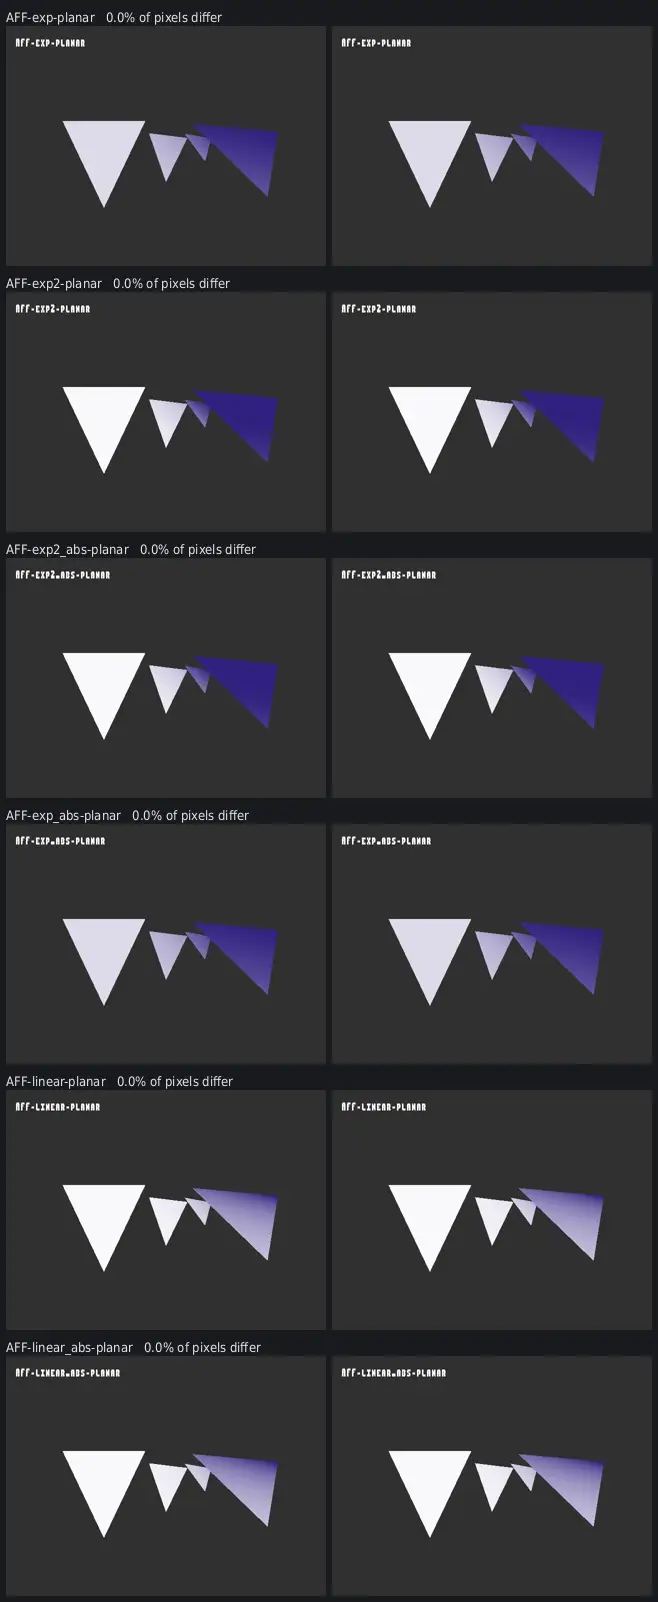 AFF-exp-planar 0.0% of pixels differ
AFF-EXP-PLANAR AFF-EXP-PLANAR
AFF-exp2-planar 0.0% of pixels differ
AFF-EXP2-PLANAR AFF-EXP2-PLANAR
AFF-exp2_abs-planar 0.0% of pixels differ
AFF-EXP2_ABS-PLANAR AFF-EXP2_ABS-PLANAR
AFF-exp_abs-planar 0.0% of pixels differ
AFF-EXP_ABS-PLANAR AFF-EXP_ABS-PLANAR
AFF-linear-planar 0.0% of pixels differ
AFF-LINEAR-PLANAR AFF-LINEAR-PLANAR
AFF-linear_abs-planar 0.0% of pixels differ
AFF-LINEAR_ABS-PLANAR AFF-LINEAR_ABS-PLANAR